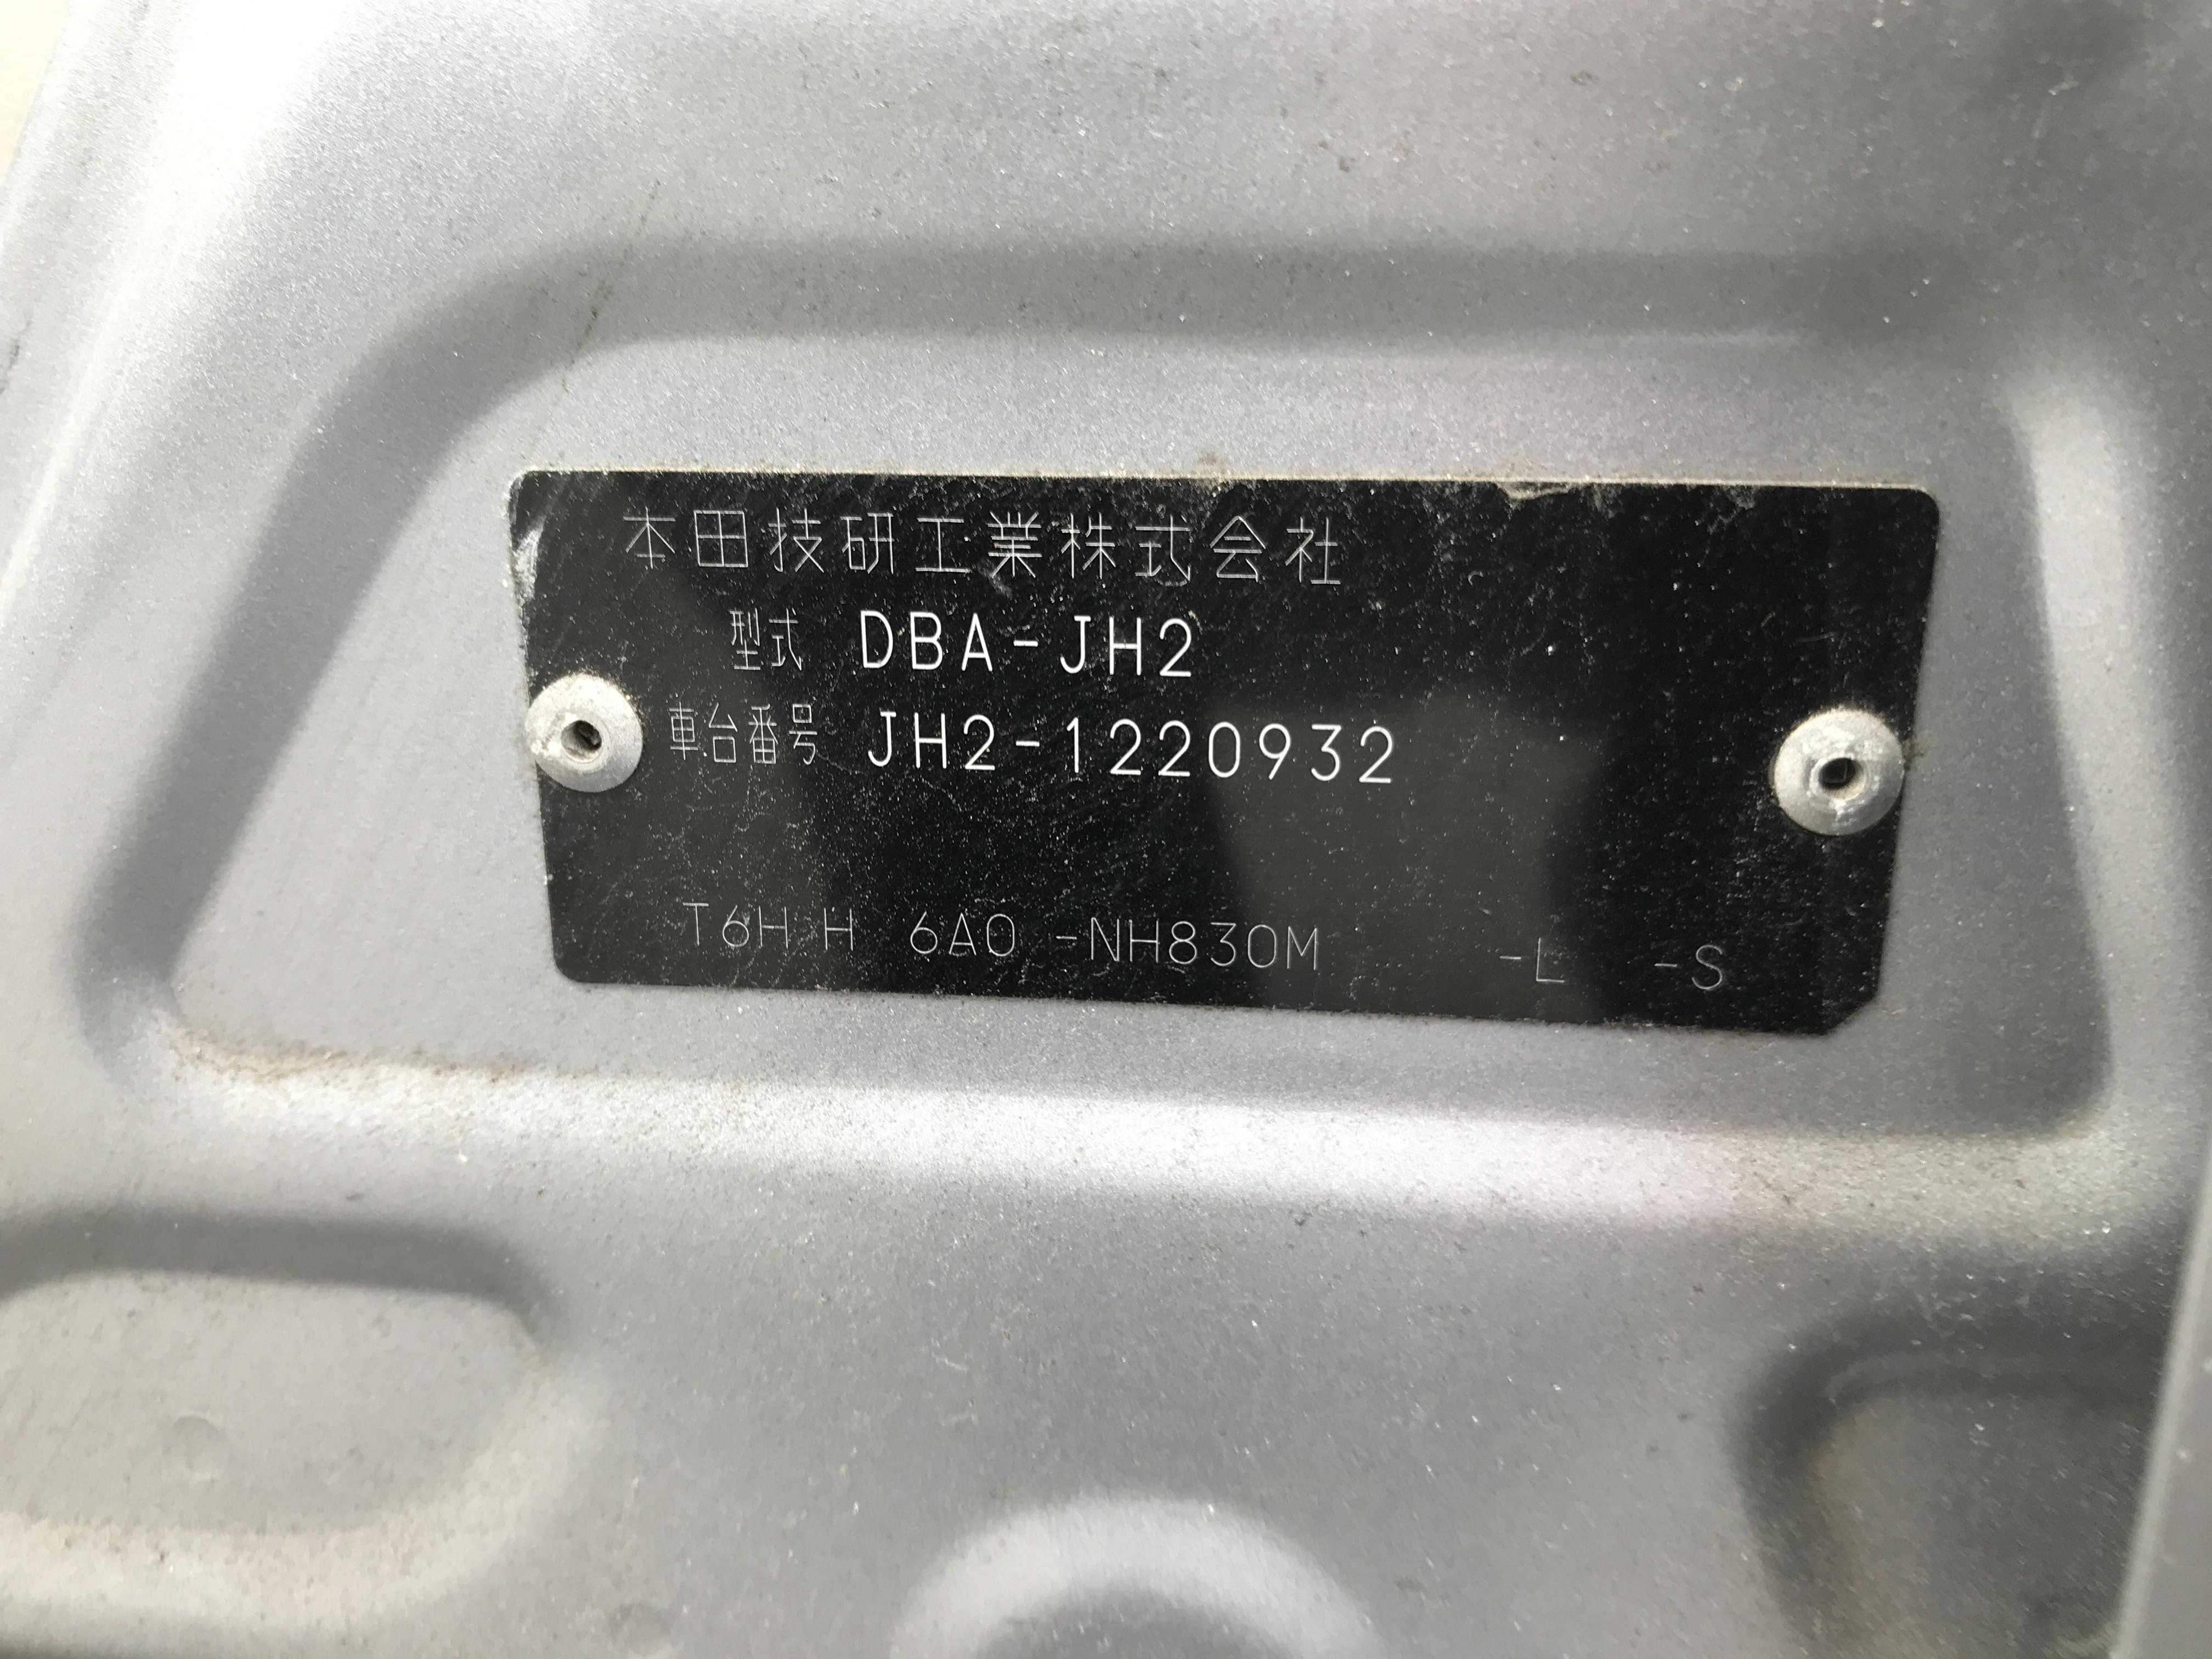 本田技研工業株式会社
型式 DBA-JH2
車台番号 JH2-1220932
T6H H 6A0 -NH830M -L -S